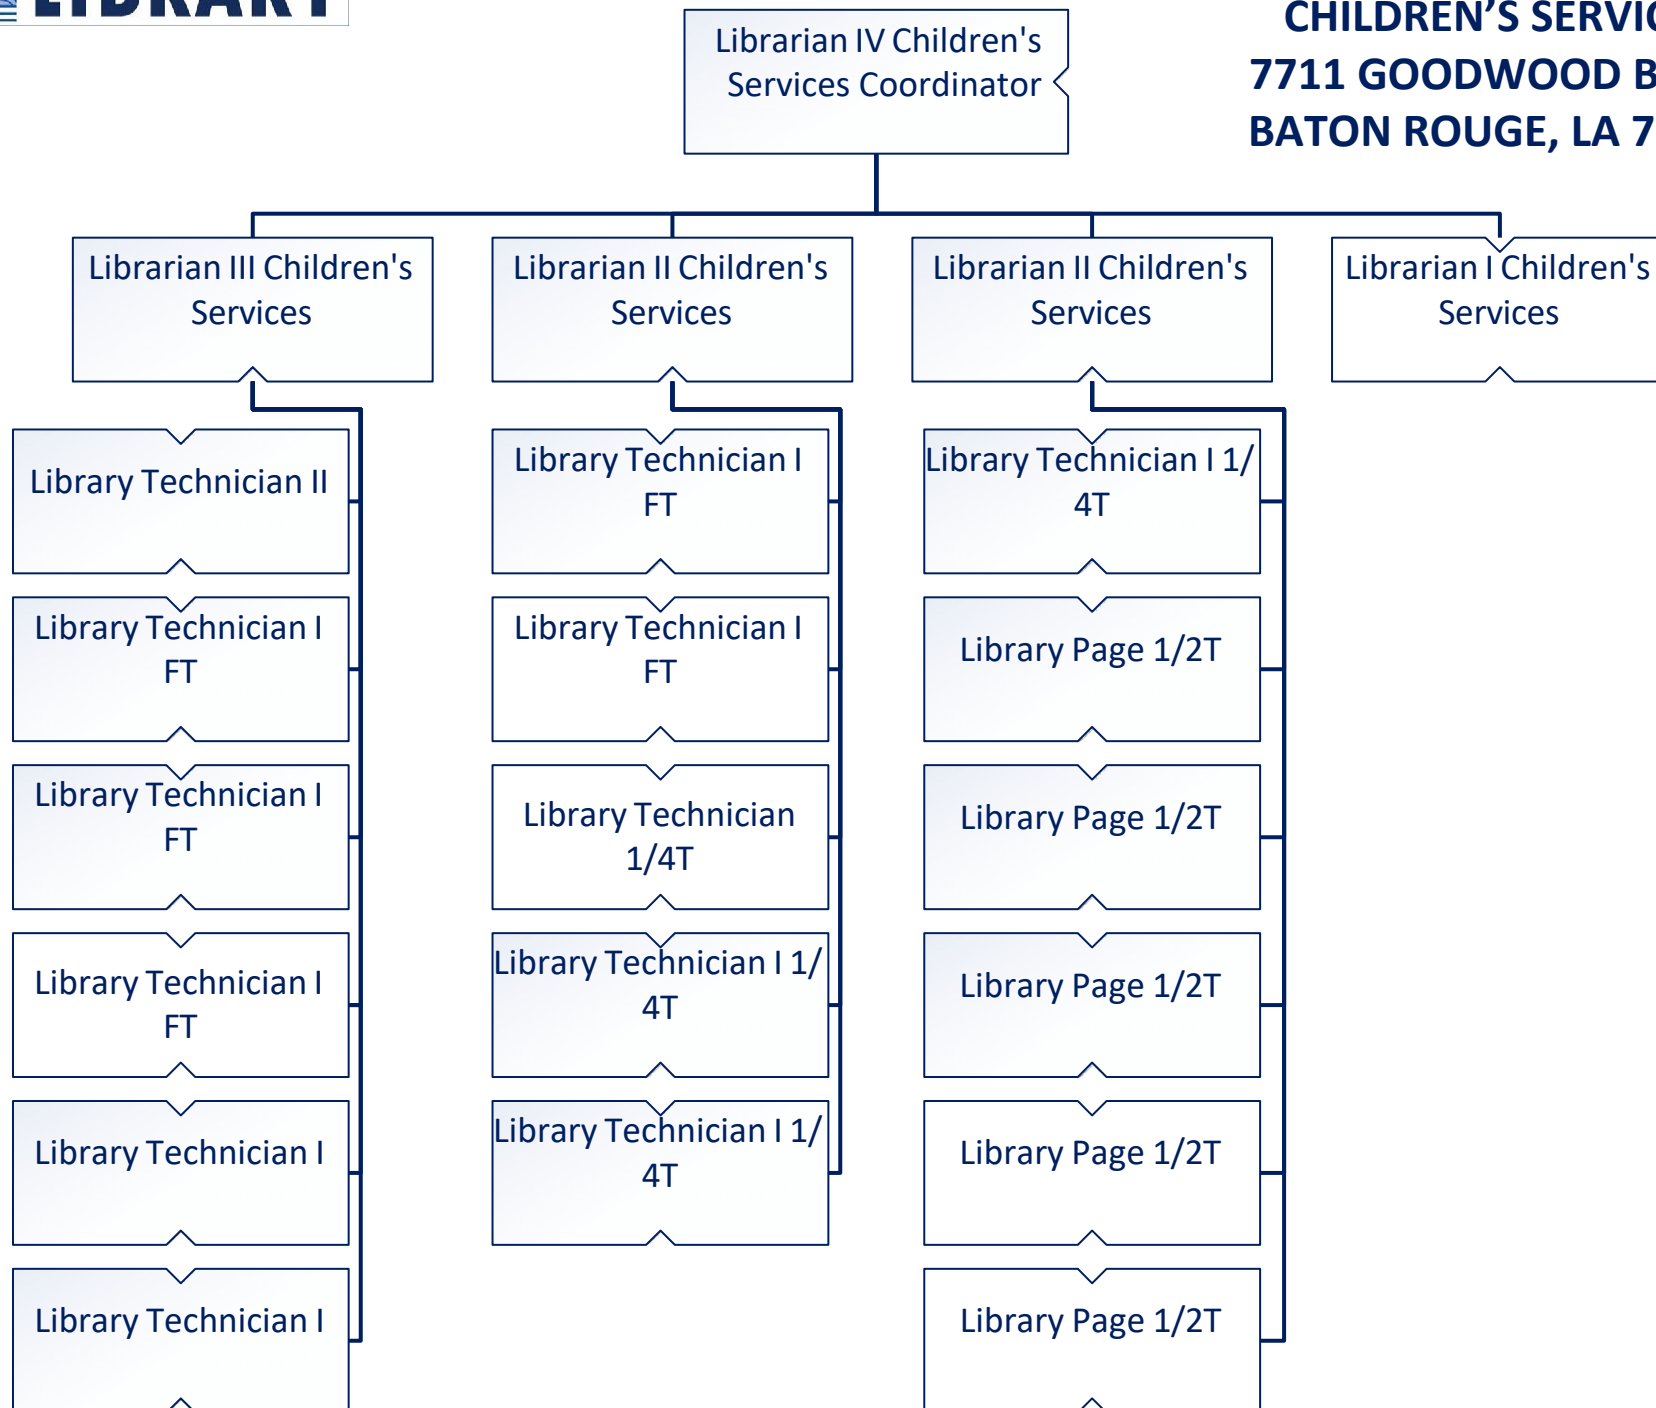 LIBRARY
CHILDREN'S
7711 GOODWOOD
BATON ROUGE, LA
Librarian IV Children's
Services Coordinator
Librarian III Children's
Services
Librarian II Children's
Services
Librarian II Children's
Services
Librarian I Children's
Services
Library Technician II
Library Technician I
FT
Library Technician I
FT
Library Technician I
FT
Library Technician I
Library Technician I
Library Technician I
FT
Library Technician I
FT
Library Technician
1/4T
Library Technician I 1/
4T
Library Technician I 1/
4T
Library Technician I 1/
4T
Library Page 1/2T
Library Page 1/2T
Library Page 1/2T
Library Page 1/2T
Library Page 1/2T